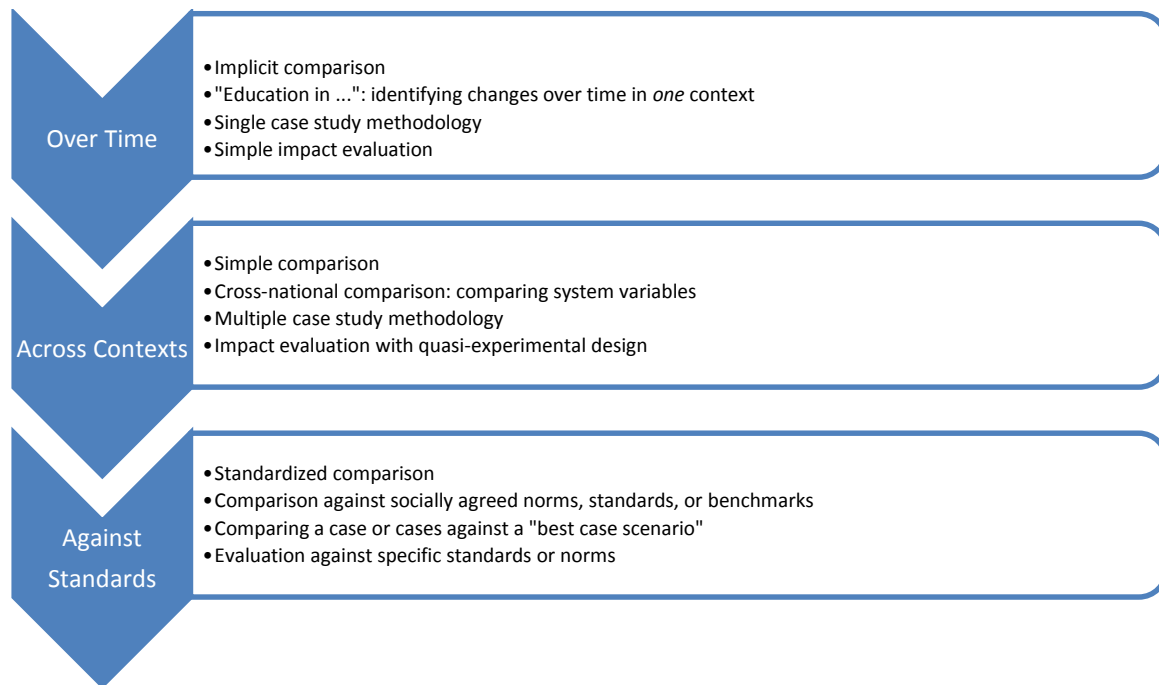 Over Time
•Implicit comparison
•"Education in ...": identifying changes over time in one context
•Single case study methodology
•Simple impact evaluation
Across Contexts
•Simple comparison
•Cross-national comparison: comparing system variables
•Multiple case study methodology
•Impact evaluation with quasi-experimental design
Against
Standards
•Standardized comparison
•Comparison against socially agreed norms, standards, or benchmarks
•Comparing a case or cases against a "best case scenario"
•Evaluation against specific standards or norms